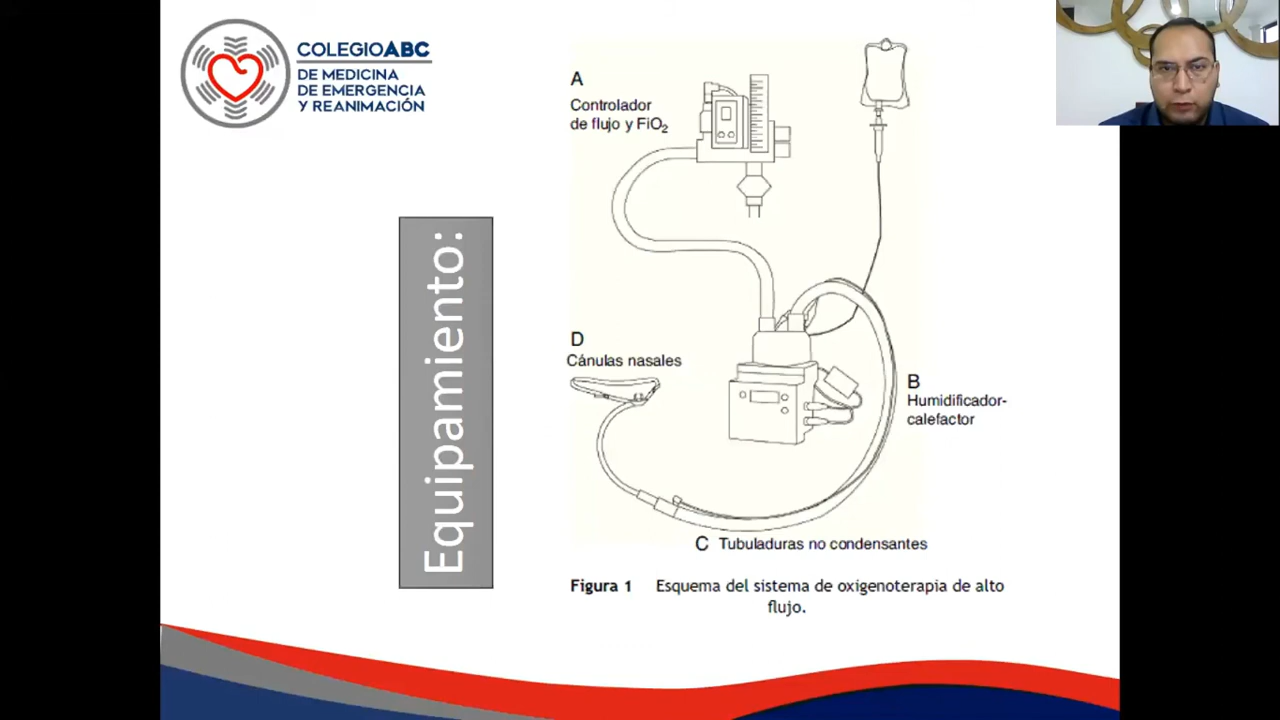 COLEGIOABC
DE MEDICINA
DE EMERGENCIA
Y REANIMACIÓN
Equipamiento:
A
Controlador
de flujo y FiO₂
D
Cánulas nasales
B
Humidificador-
calefactor
C Tubuladuras no condensantes
Figura 1 Esquema del sistema de oxigenoterapia de alto
flujo.